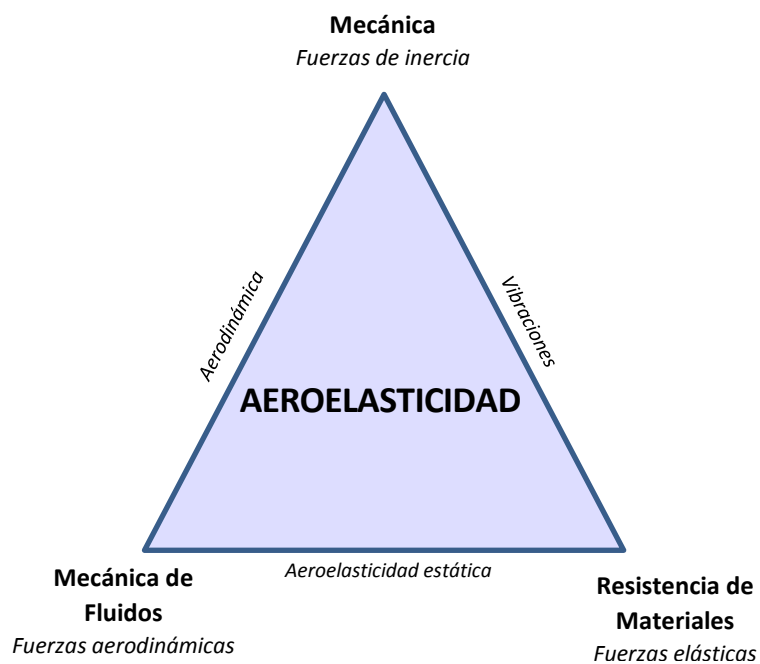 Mecánica
Fuerzas de inercia
Aerodinámica
Vibraciones
AEROELASTICIDAD
Aeroelasticidad estática
Mecánica de
Fluidos
Fuerzas aerodinámicas
Resistencia de
Materiales
Fuerzas elásticas